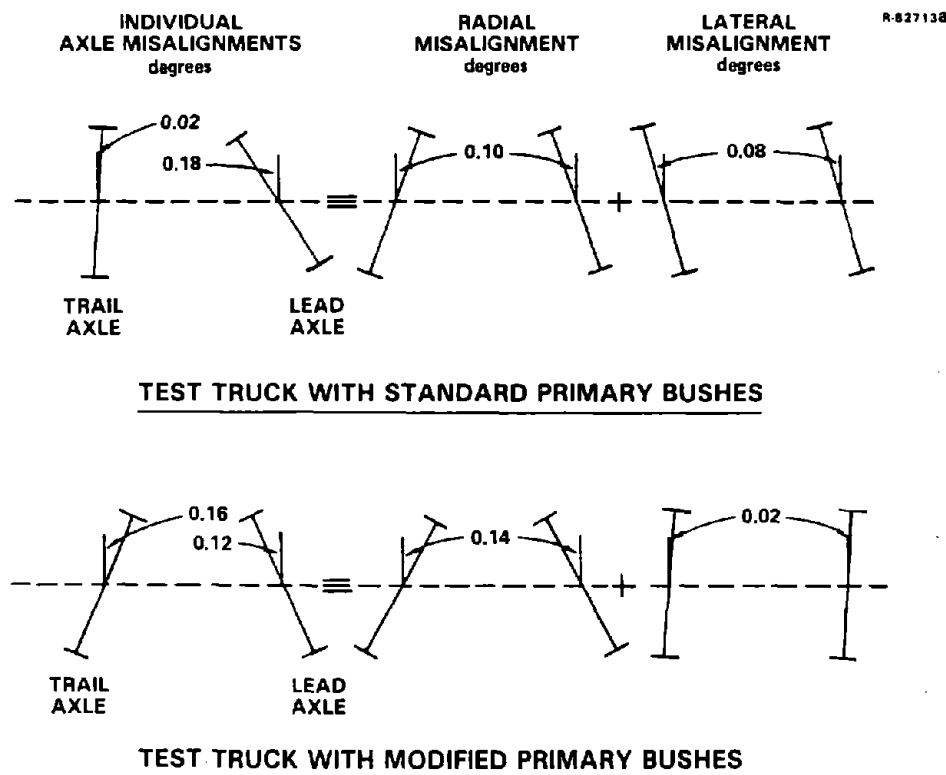 INDIVIDUAL
AXLE MISALIGNMENTS
degrees
RADIAL
MISALIGNMENT
degrees
LATERAL
MISALIGNMENT
degrees
R-827138
0.02
0.18
0.10
0.08
+
TRAIL
AXLE
LEAD
AXLE
TEST TRUCK WITH STANDARD PRIMARY BUSHES
0.16
0.12
0.14
0.02
+
TRAIL
AXLE
LEAD
AXLE
TEST TRUCK WITH MODIFIED PRIMARY BUSHES